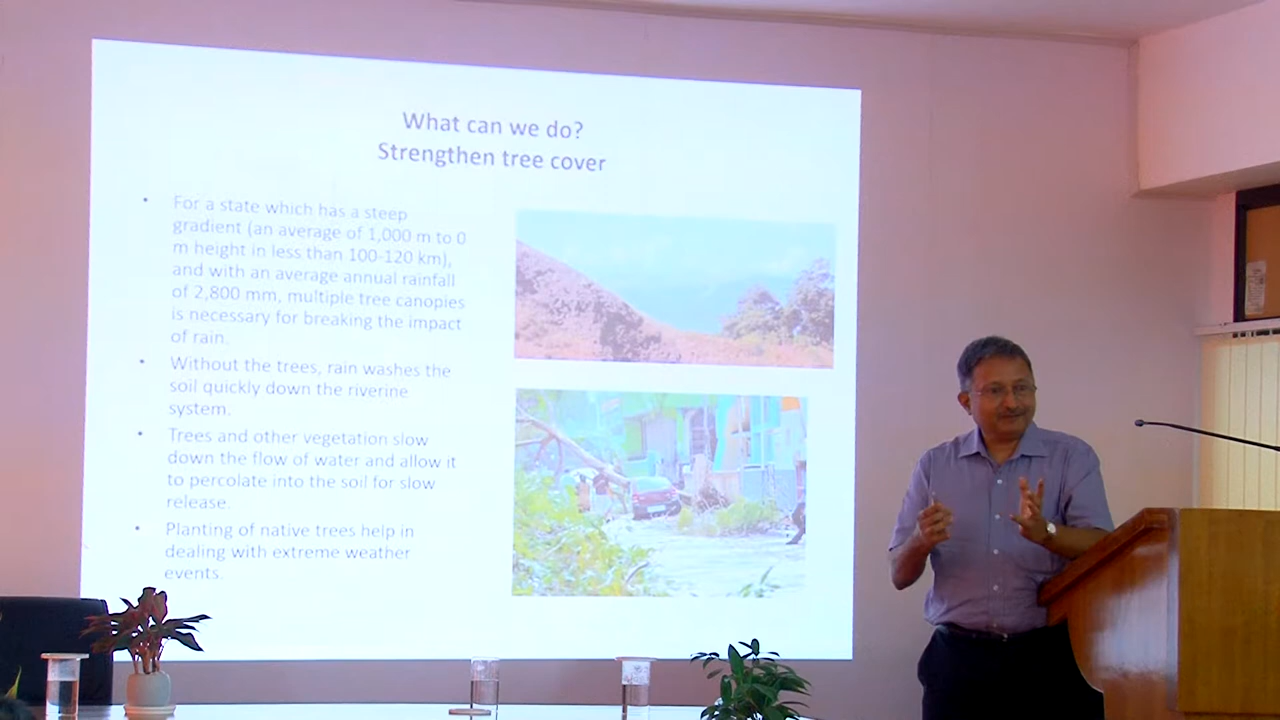 What can we do?
Strengthen tree cover
• For a state which has a steep
gradient (an average of 1,000 m to 0
m height in less than 100-120 km),
and with an average annual rainfall
of 2,800 mm, multiple tree canopies
is necessary for breaking the impact
of rain.
• Without the trees, rain washes the
soil quickly down the riverine
system.
• Trees and other vegetation slow
down the flow of water and allow it
to percolate into the soil for slow
release.
• Planting of native trees help in
dealing with extreme weather
events.